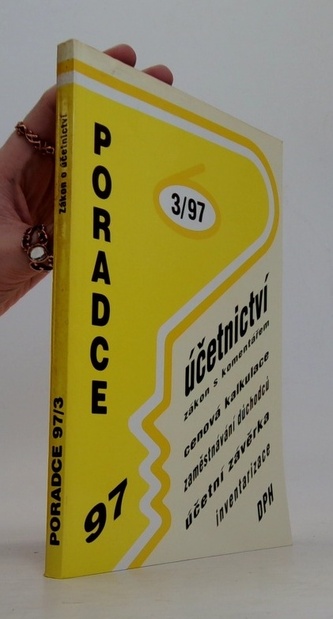 PORADCE 97/3
Zákon o účetnictví
PORADCE
3/97
97
účetnictví
zákon s komentářem
cenová kalkulace
zaměstnávání důchodců
účetní závěrka
inventarizace
DPH